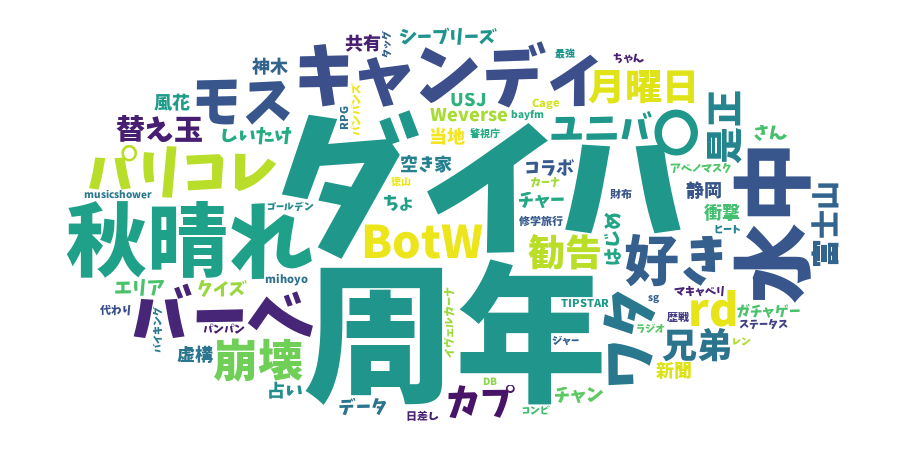 シーブリーズ
共有
タッグ
最強
ちゃん
神木
キャンディ
月曜日
モス
風花
RPG
バンバンズ
USJ
Cage
Weverse
bayfm
替え玉
しいたけ
当地
警視庁
ユニバ
是正
さん
パリコレ
ダイパ
空き家
コラボ
アベノマスク
水中
musicshower
徳山
カーナ
財布
静岡
ちょ
チャー
秋晴れ
ゴールデン
修学旅行
はじめ
衝撃
ヒート
富士山
BotW
勧告
好き
mihoyo
エリア
クイズ
周年
マキャベリ
バーベ
イヴェルカーナ
TIPSTAR
sg
ワタ
rd
ガチャゲー
代わり
バイキング
パンパン
歴戦
ステータス
ラジオ
虚構
崩壊
ジャー
兄弟
レン
新聞
占い
DB
データ
日差し
カプ
チャン
コンビ